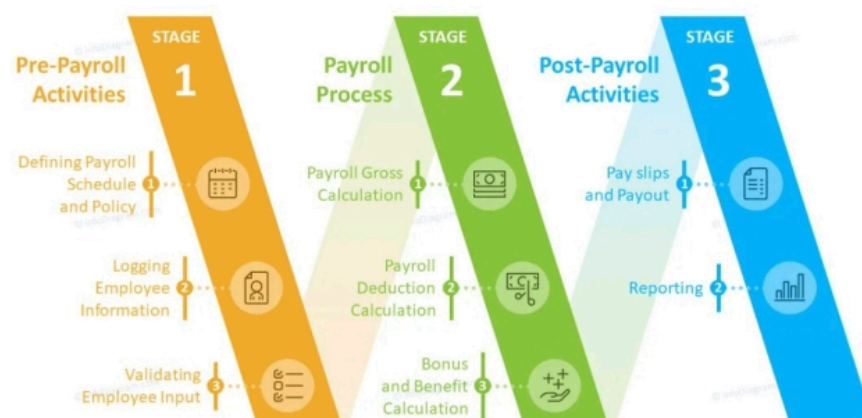 STAGE
1
Pre-Payroll
Activities
Defining Payroll
Schedule
and Policy
1
Logging
Employee
Information
2
Validating
Employee Input
3
STAGE
2
Payroll
Process
Payroll Gross
Calculation
1
Payroll
Deduction
Calculation
2
Bonus
and Benefit
Calculation
3
STAGE
3
Post-Payroll
Activities
Pay slips
and Payout
1
Reporting
2